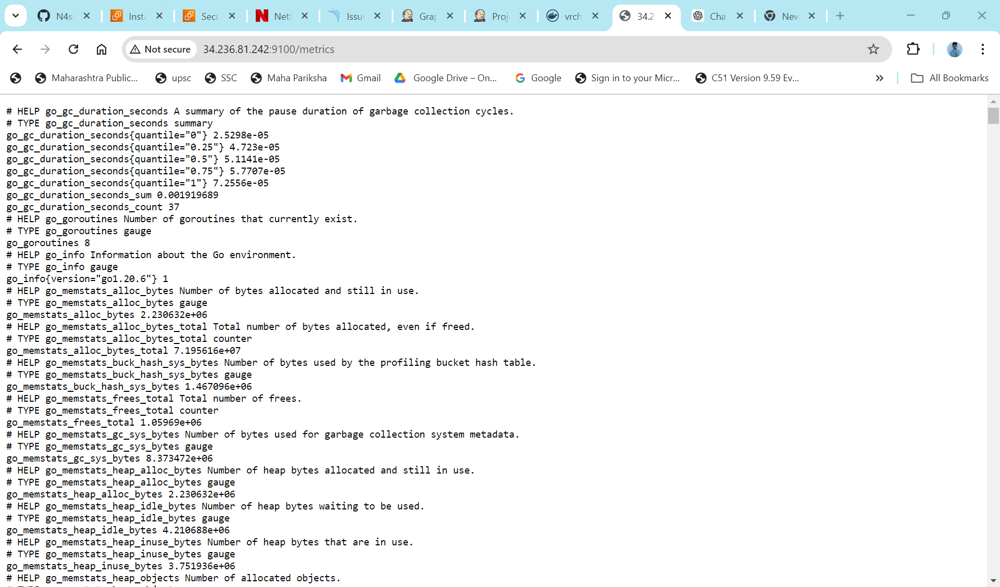 N4si
Insta
Secu
Netf
Issu
Grap
Proj
vrch
34.2
Cha
New
Not secure
34.236.81.242:9100/metrics
Maharashtra Public...
upsc
SSC
Maha Pariksha
Gmail
Google Drive – On...
Google
Sign in to your Micr...
C51 Version 9.59 Ev...
All Bookmarks
# HELP go_gc_duration_seconds A summary of the pause duration of garbage collection cycles.
# TYPE go_gc_duration_seconds summary
go_gc_duration_seconds{quantile="0"} 2.5298e-05
go_gc_duration_seconds{quantile="0.25"} 4.723e-05
go_gc_duration_seconds{quantile="0.5"} 5.1141e-05
go_gc_duration_seconds{quantile="0.75"} 5.7707e-05
go_gc_duration_seconds{quantile="1"} 7.2556e-05
go_gc_duration_seconds_sum 0.001919689
go_gc_duration_seconds_count 37
# HELP go_goroutines Number of goroutines that currently exist.
# TYPE go_goroutines gauge
go_goroutines 8
# HELP go_info Information about the Go environment.
# TYPE go_info gauge
go_info{version="go1.20.6"} 1
# HELP go_memstats_alloc_bytes Number of bytes allocated and still in use.
# TYPE go_memstats_alloc_bytes gauge
go_memstats_alloc_bytes 2.230632e+06
# HELP go_memstats_alloc_bytes_total Total number of bytes allocated, even if freed.
# TYPE go_memstats_alloc_bytes_total counter
go_memstats_alloc_bytes_total 7.195616e+07
# HELP go_memstats_buck_hash_sys_bytes Number of bytes used by the profiling bucket hash table.
# TYPE go_memstats_buck_hash_sys_bytes gauge
go_memstats_buck_hash_sys_bytes 1.467096e+06
# HELP go_memstats_frees_total Total number of frees.
# TYPE go_memstats_frees_total counter
go_memstats_frees_total 1.05969e+06
# HELP go_memstats_gc_sys_bytes Number of bytes used for garbage collection system metadata.
# TYPE go_memstats_gc_sys_bytes gauge
go_memstats_gc_sys_bytes 8.373472e+06
# HELP go_memstats_heap_alloc_bytes Number of heap bytes allocated and still in use.
# TYPE go_memstats_heap_alloc_bytes gauge
go_memstats_heap_alloc_bytes 2.230632e+06
# HELP go_memstats_heap_idle_bytes Number of heap bytes waiting to be used.
# TYPE go_memstats_heap_idle_bytes gauge
go_memstats_heap_idle_bytes 4.210688e+06
# HELP go_memstats_heap_inuse_bytes Number of heap bytes that are in use.
# TYPE go_memstats_heap_inuse_bytes gauge
go_memstats_heap_inuse_bytes 3.751936e+06
# HELP go_memstats_heap_objects Number of allocated objects.